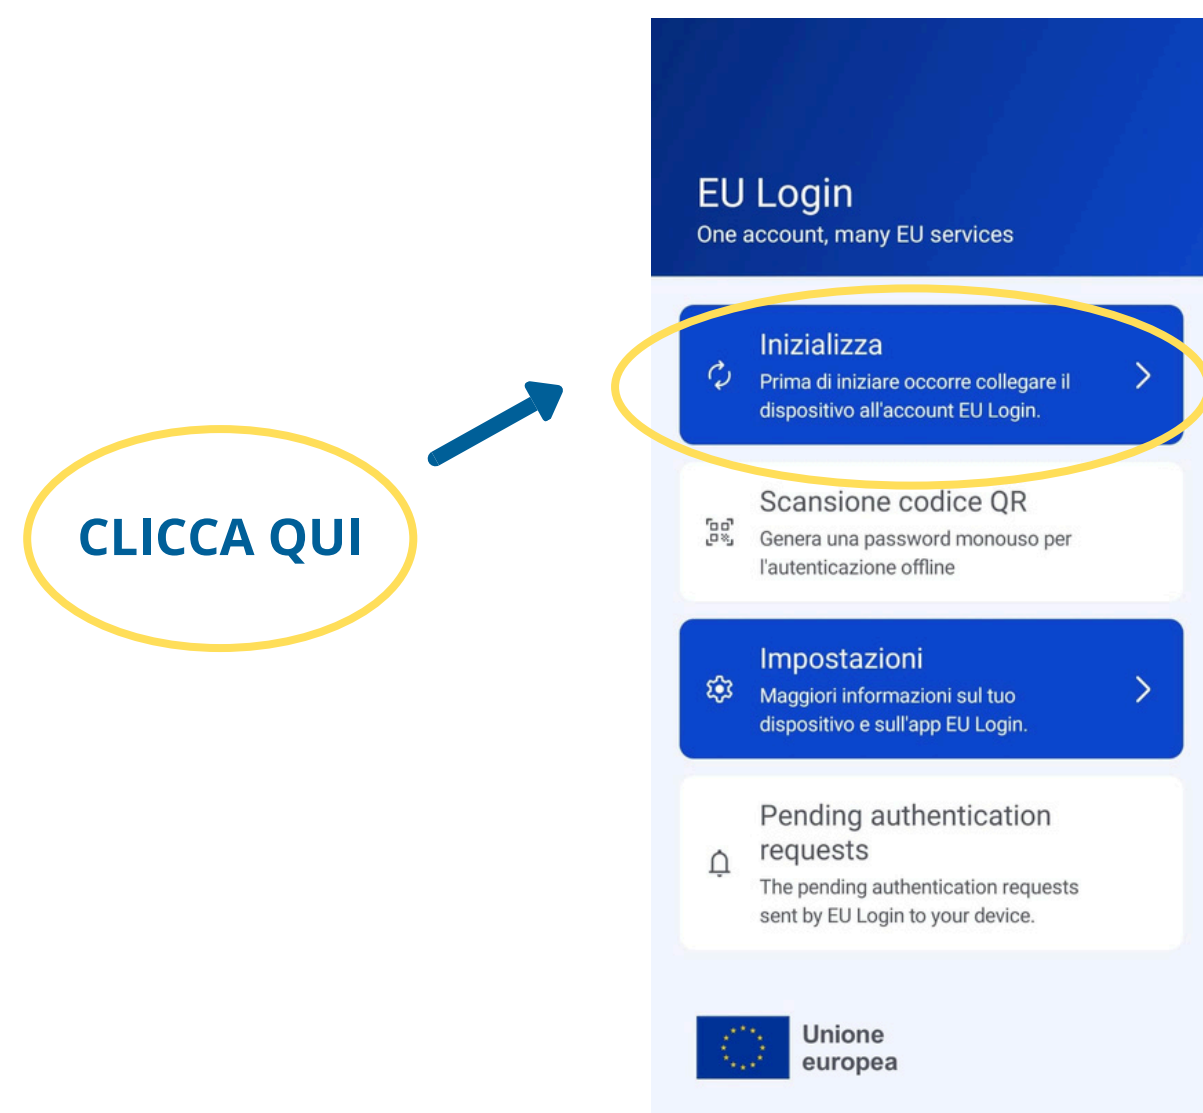 EU Login
One account, many EU services
Inizializza
Prima di iniziare occorre collegare il
dispositivo all'account EU Login.
CLICCA QUI
Scansione codice QR
Genera una password monouso per
l'autenticazione offline
Impostazioni
Maggiori informazioni sul tuo
dispositivo e sull'app EU Login.
Pending authentication
requests
The pending authentication requests
sent by EU Login to your device.
Unione
europea